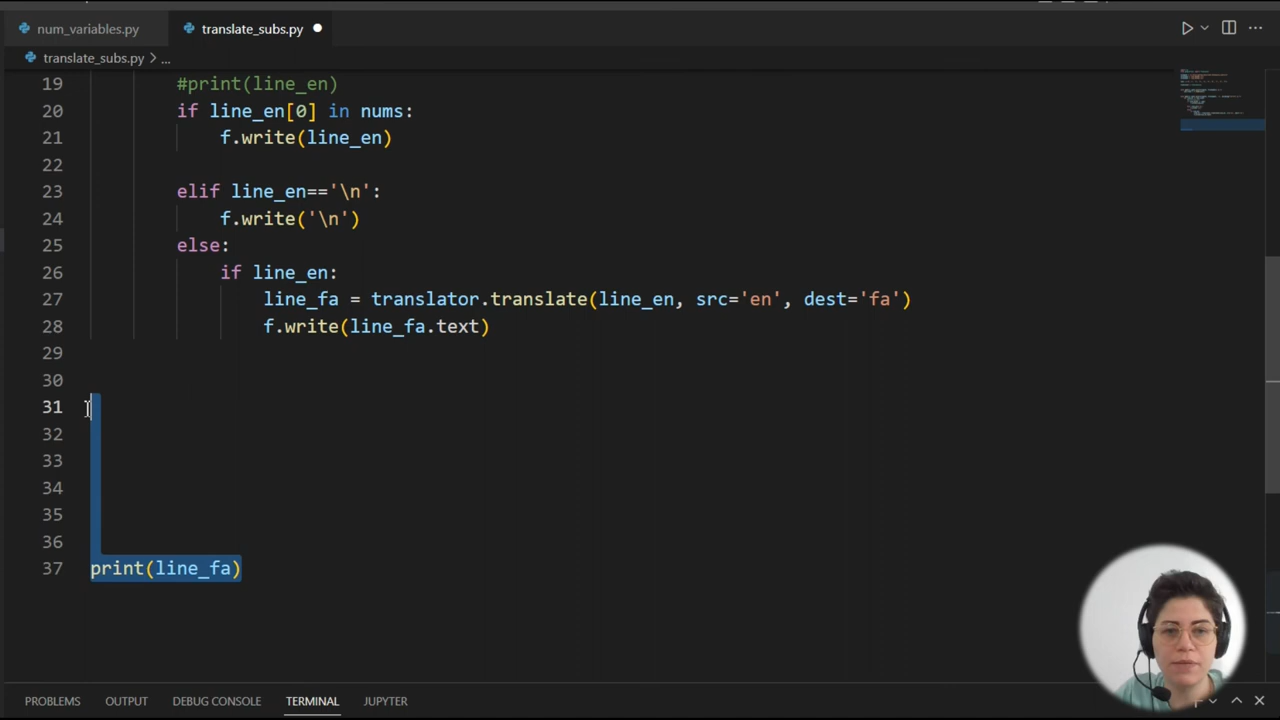 num_variables.py
translate_subs.py
translate_subs.py > ...
19 #print(line_en)
20 if line_en[0] in nums:
21 f.write(line_en)
22
23 elif line_en=='\n':
24 f.write('\n')
25 else:
26 if line_en:
27 line_fa = translator.translate(line_en, src='en', dest='fa')
28 f.write(line_fa.text)
29
30
31
32
33
34
35
36
37 print(line_fa)
PROBLEMS OUTPUT DEBUG CONSOLE TERMINAL JUPYTER